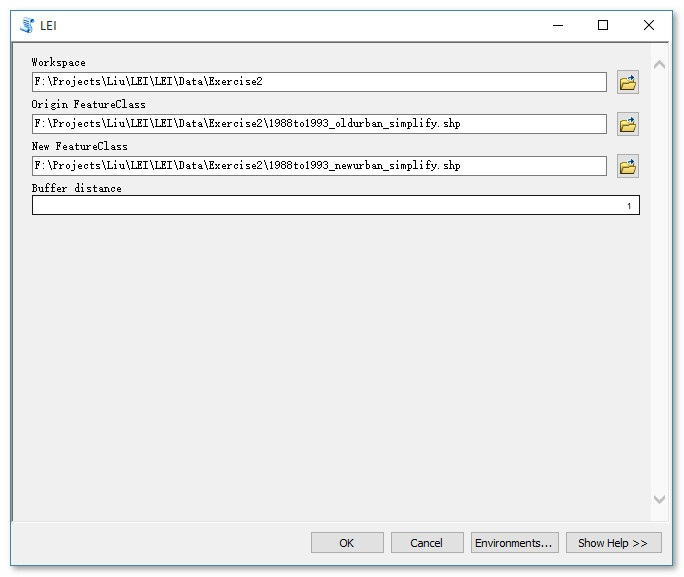 LEI
Workspace
F:\Projects\Liu\LEI\LEI\Data\Exercise2
Origin FeatureClass
F:\Projects\Liu\LEI\LEI\Data\Exercise2\1988to1993_oldurban_simplify.shp
New FeatureClass
F:\Projects\Liu\LEI\LEI\Data\Exercise2\1988to1993_newurban_simplify.shp
Buffer distance
1
OK Cancel Environments... Show Help >>